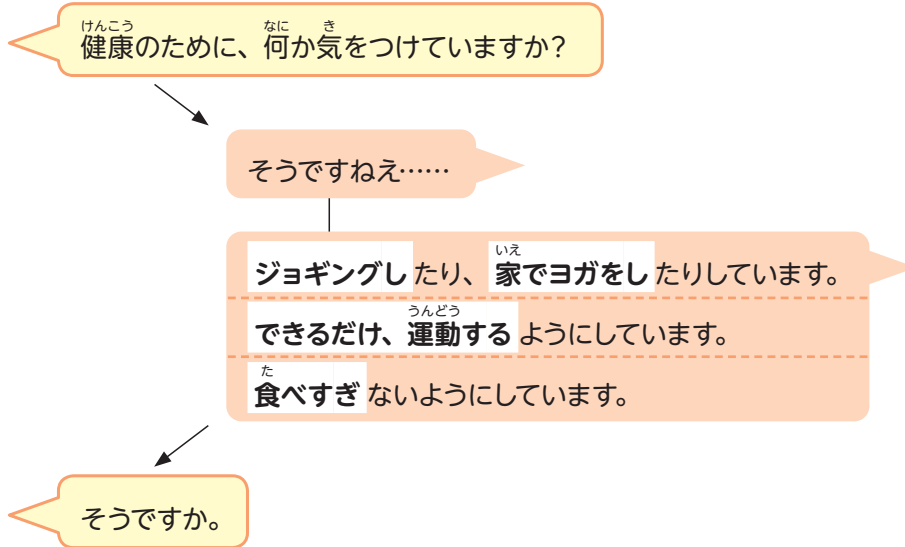 健康のために、何か気をつけていますか？
そうですねえ……
ジョギングしたり、家でヨガをしたりしています。
できるだけ、運動するようにしています。
食べすぎないようにしています。
そうですか。